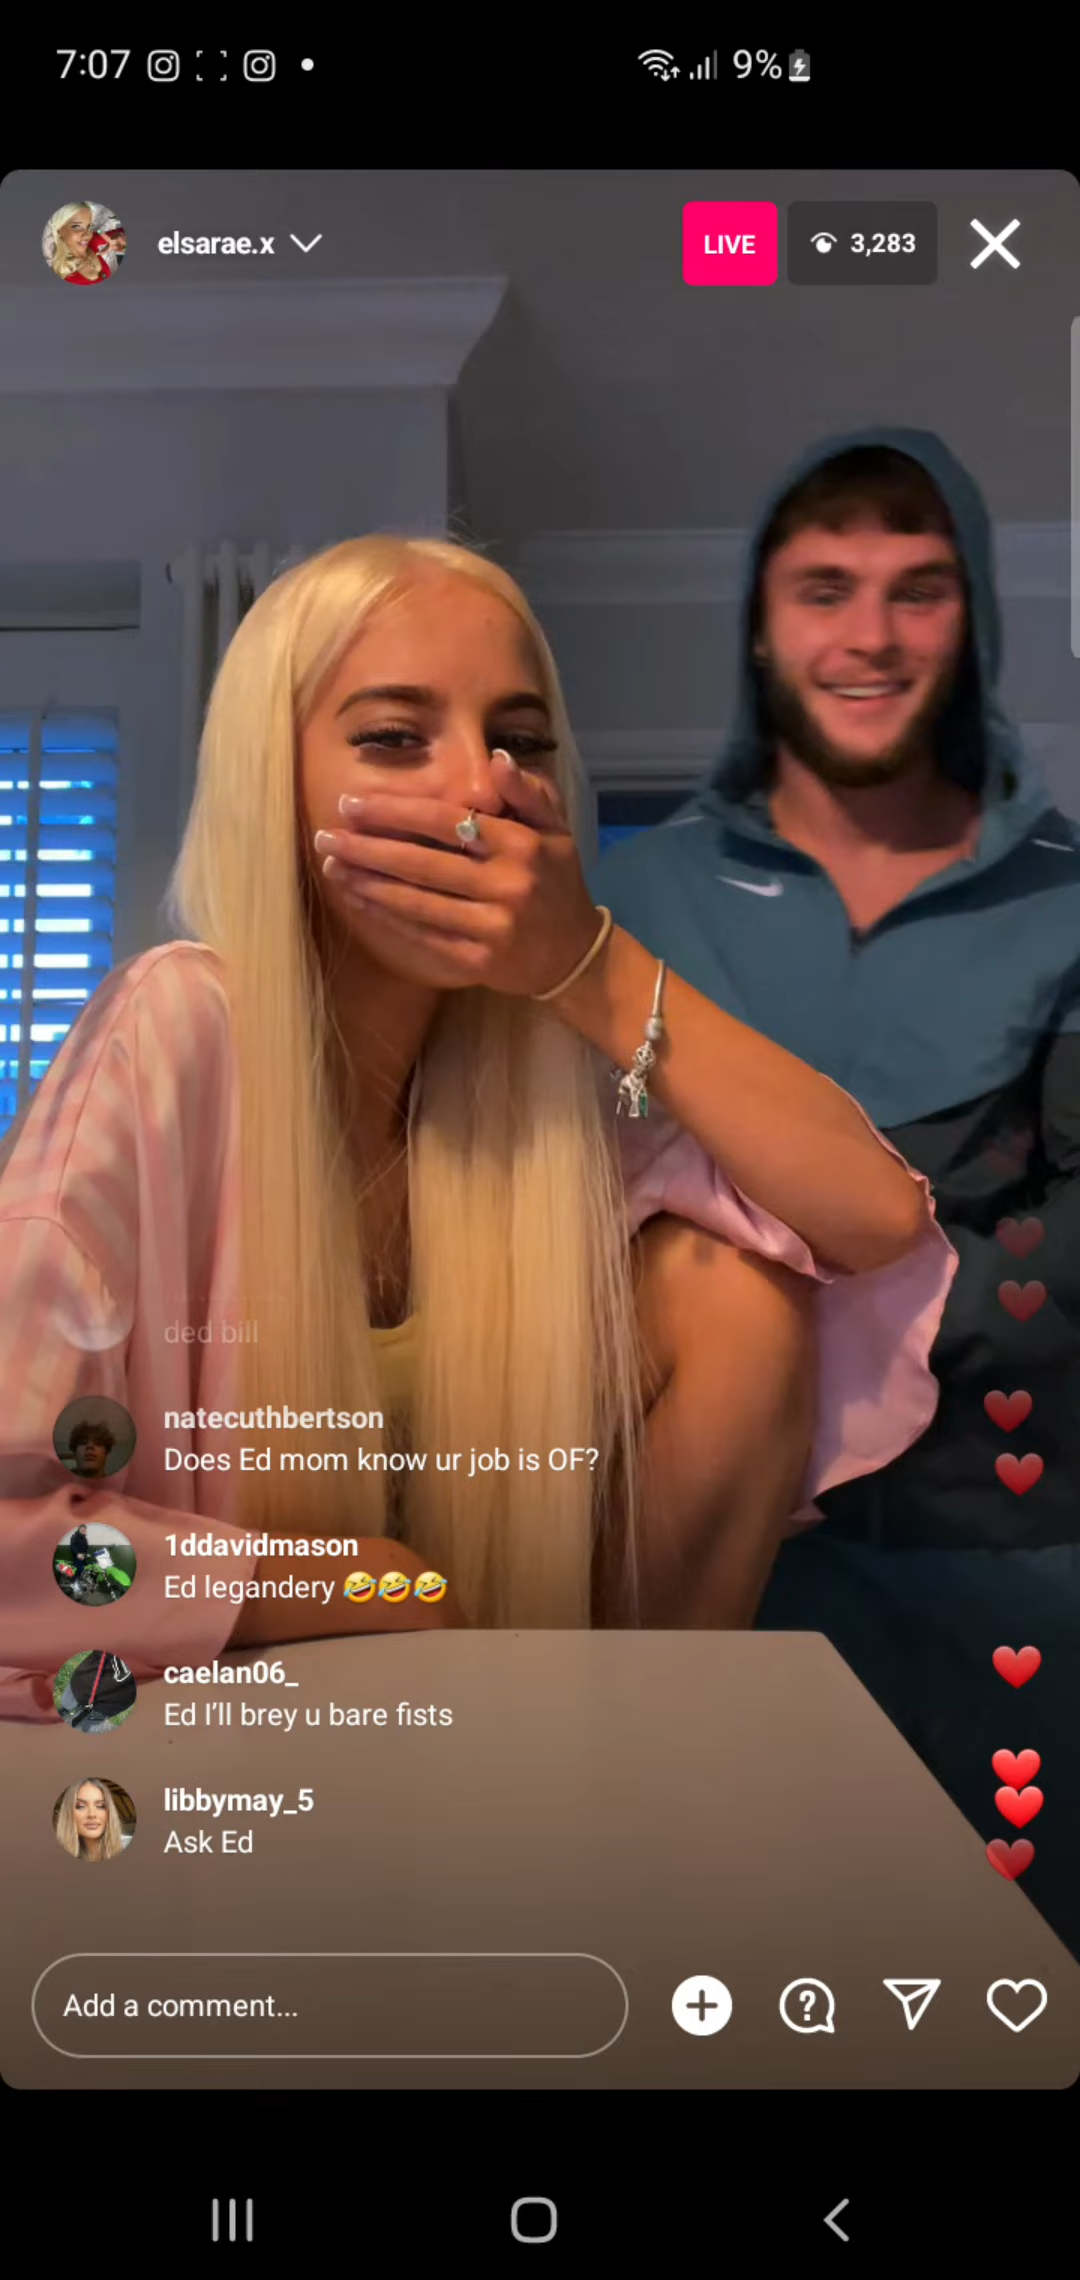 7:07
9%
elsarae.x
LIVE
3,283
ded bill
natecuthbertson
Does Ed mom know ur job is OF?
1ddavidmason
Ed legandery 🤣🤣🤣
caelan06_
Ed I’ll brey u bare fists
libbymay_5
Ask Ed
Add a comment...